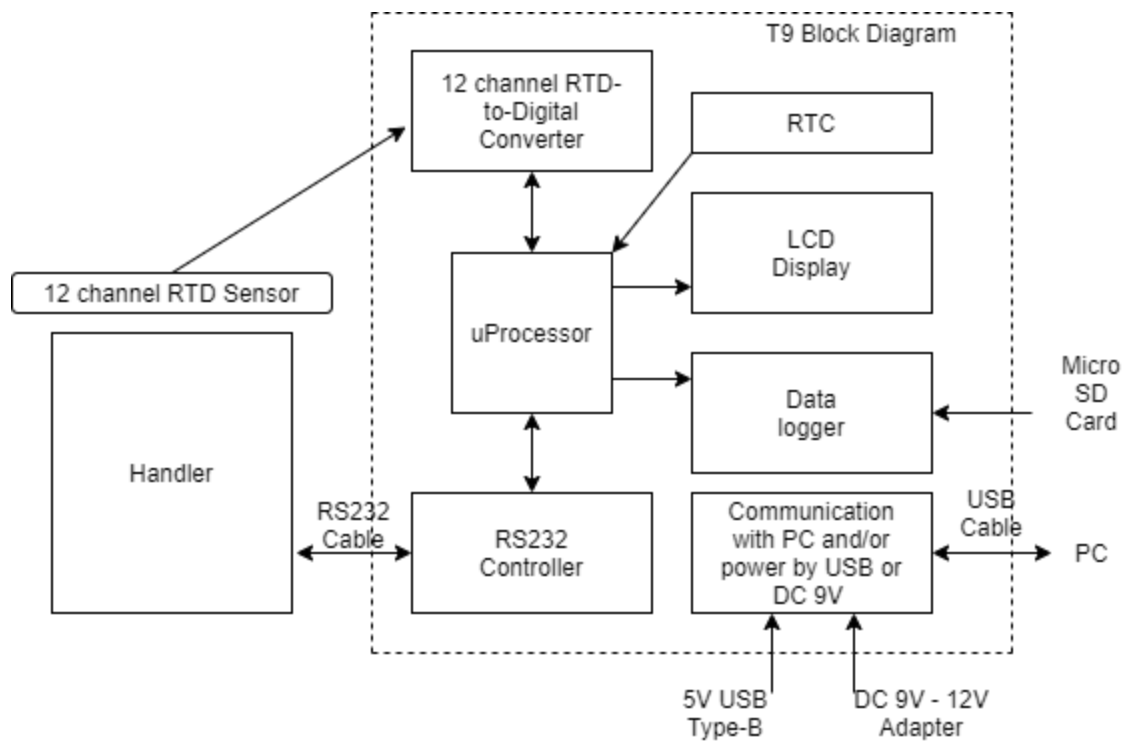 T9 Block Diagram
12 channel RTD-
to-Digital
Converter
RTC
LCD
Display
12 channel RTD Sensor
uProcessor
Micro
SD
Card
Data
logger
Handler
RS232
Cable
RS232
Controller
Communication
with PC and/or
power by USB or
DC 9V
USB
Cable
PC
5V USB
Type-B
DC 9V - 12V
Adapter